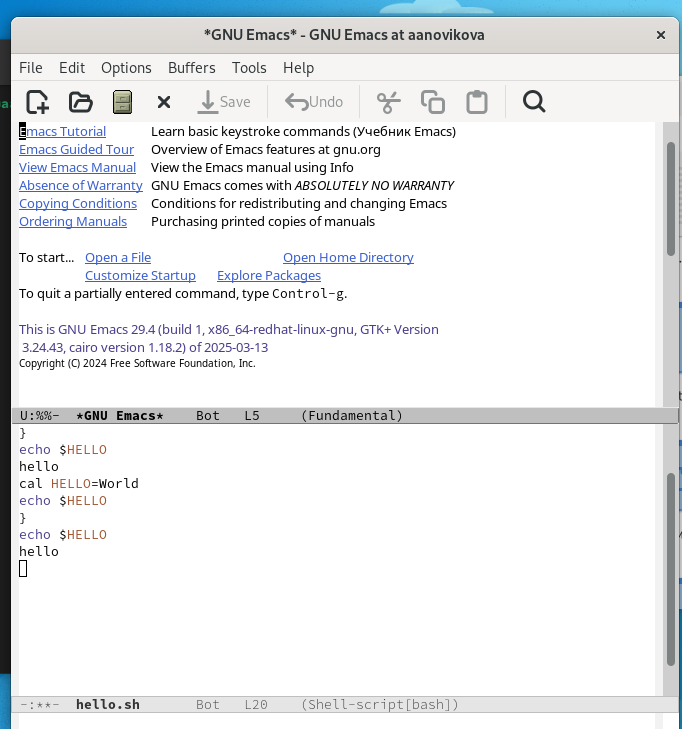 *GNU Emacs* - GNU Emacs at aanovikova
File Edit Options Buffers Tools Help
Save Undo
Emacs Tutorial Learn basic keystroke commands (Учебник Emacs)
Emacs Guided Tour Overview of Emacs features at gnu.org
View Emacs Manual View the Emacs manual using Info
Absence of Warranty GNU Emacs comes with ABSOLUTELY NO WARRANTY
Copying Conditions Conditions for redistributing and changing Emacs
Ordering Manuals Purchasing printed copies of manuals
To start... Open a File Open Home Directory
Customize Startup Explore Packages
To quit a partially entered command, type Control-g.
This is GNU Emacs 29.4 (build 1, x86_64-redhat-linux-gnu, GTK+ Version
3.24.43, cairo version 1.18.2) of 2025-03-13
Copyright (C) 2024 Free Software Foundation, Inc.
U:%%- *GNU Emacs* Bot L5 (Fundamental)
}
echo $HELLO
hello
cal HELLO=World
echo $HELLO
}
echo $HELLO
hello
-:**- hello.sh Bot L20 (Shell-script[bash])